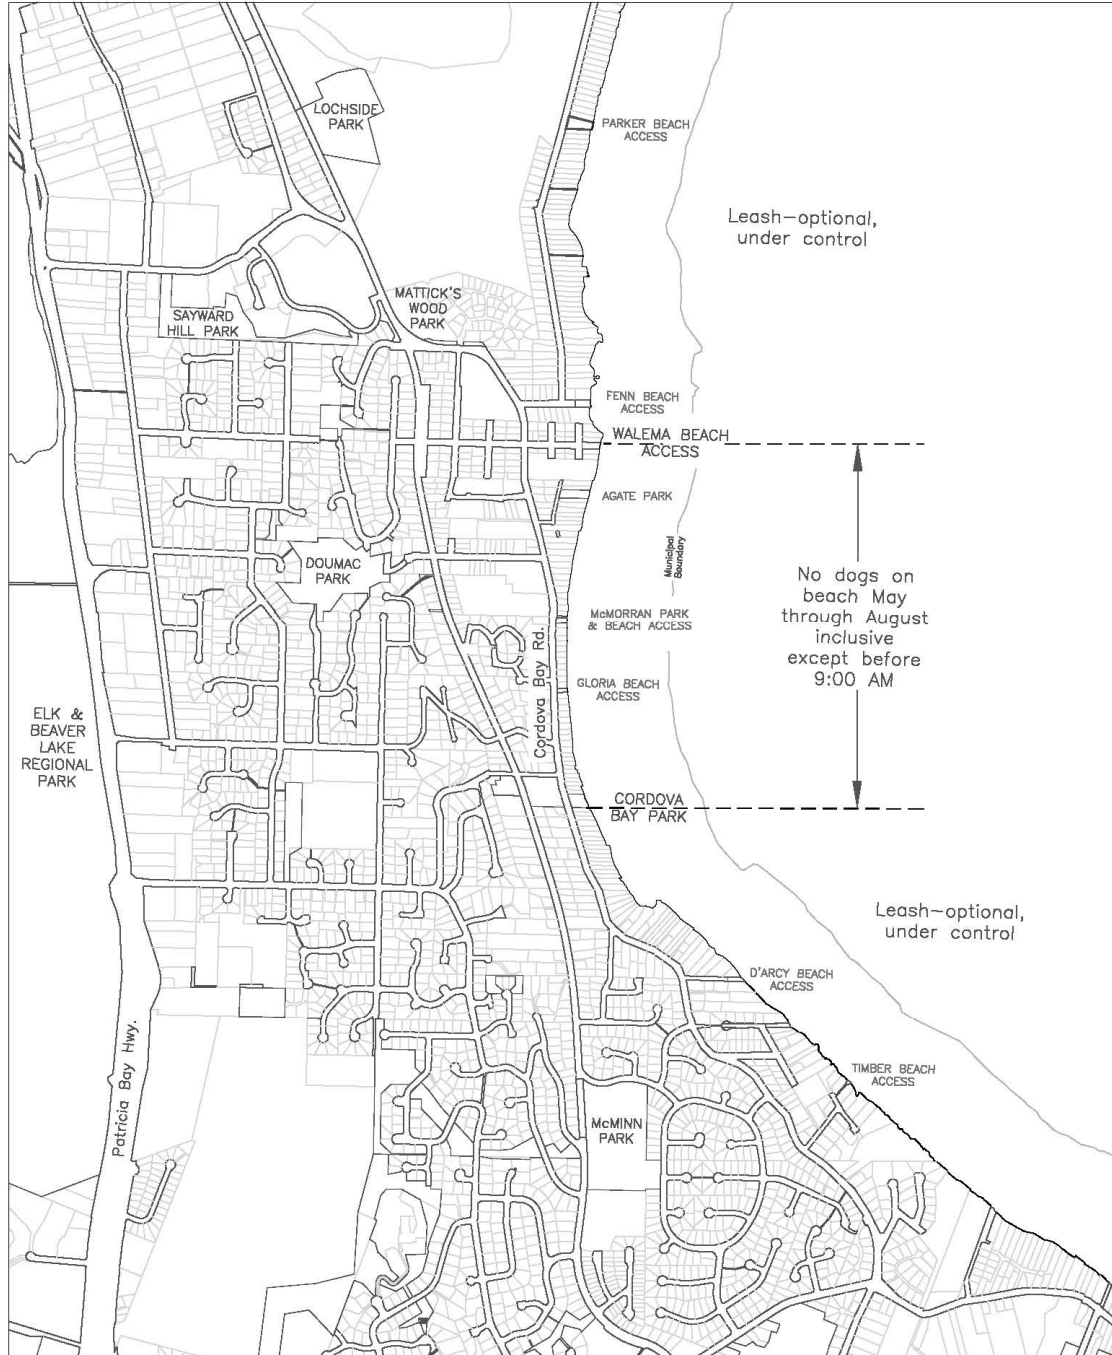 LOCHSIDE
PARK
PARKER BEACH
ACCESS
Leash-optional,
under control
MATTICK'S
WOOD
PARK
SAYWARD
HILL PARK
FENN BEACH
ACCESS
WALEMA BEACH
ACCESS
AGATE PARK
Municipal
Boundary
DOUMAC
PARK
No dogs on
beach May
through August
inclusive
except before
9:00 AM
McMORRAN PARK
& BEACH ACCESS
Cordova Bay Rd.
GLORIA BEACH
ACCESS
ELK &
BEAVER
LAKE
REGIONAL
PARK
CORDOVA
BAY PARK
Leash-optional,
under control
D'ARCY BEACH
ACCESS
Patricia Bay Hwy.
TIMBER BEACH
ACCESS
McMINN
PARK